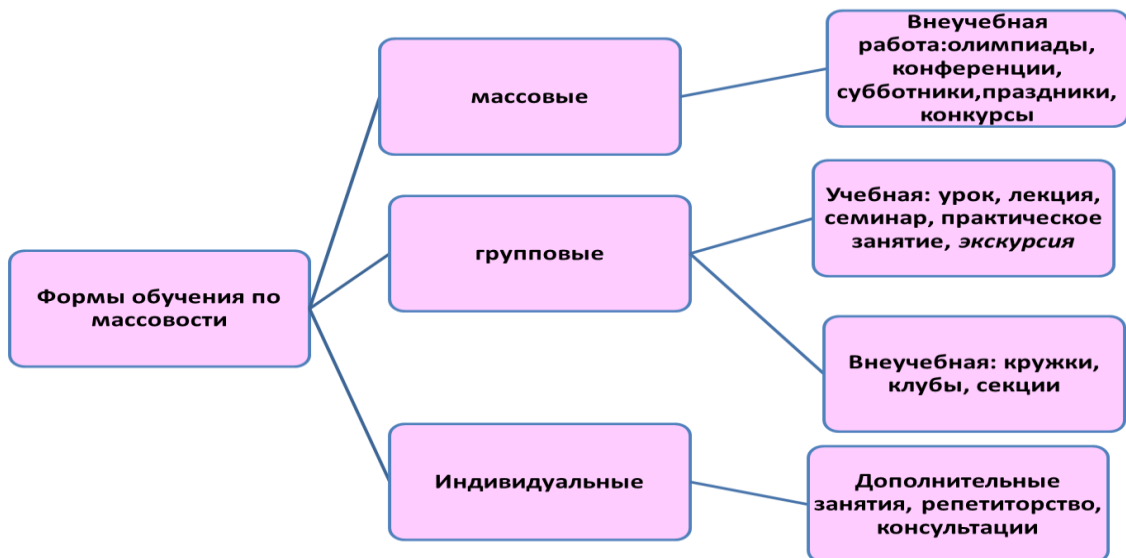 Формы обучения по
массовости
массовые
Внеучебная
работа:олимпиады,
конференции,
субботники,праздники,
конкурсы
групповые
Учебная: урок, лекция,
семинар, практическое
занятие, экскурсия
Внеучебная: кружки,
клубы, секции
Индивидуальные
Дополнительные
занятия, репетиторство,
консультации